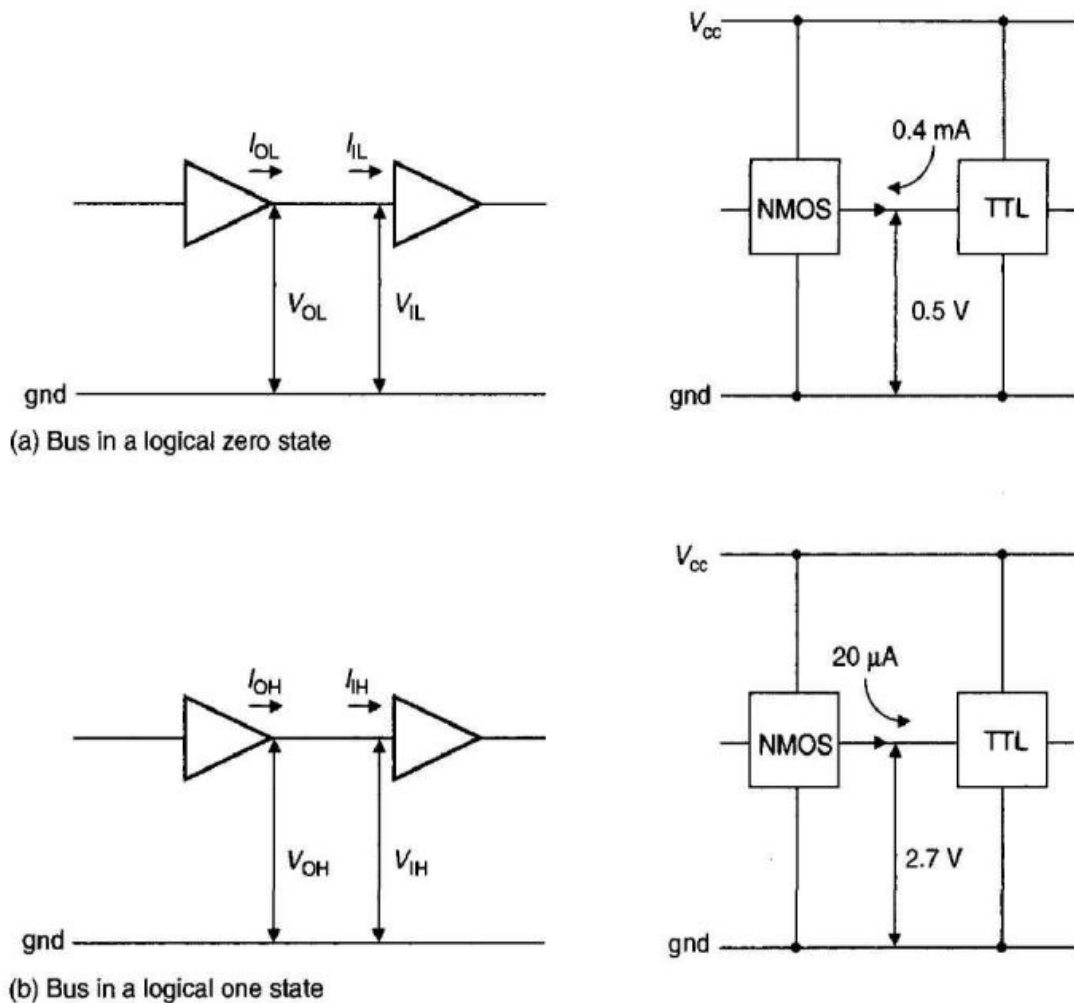 V_cc
I_OL I_IL
0.4 mA
NMOS TTL
V_OL V_IL
0.5 V
gnd gnd
(a) Bus in a logical zero state
V_cc
I_OH I_IH
20 µA
NMOS TTL
V_OH V_IH
2.7 V
gnd gnd
(b) Bus in a logical one state